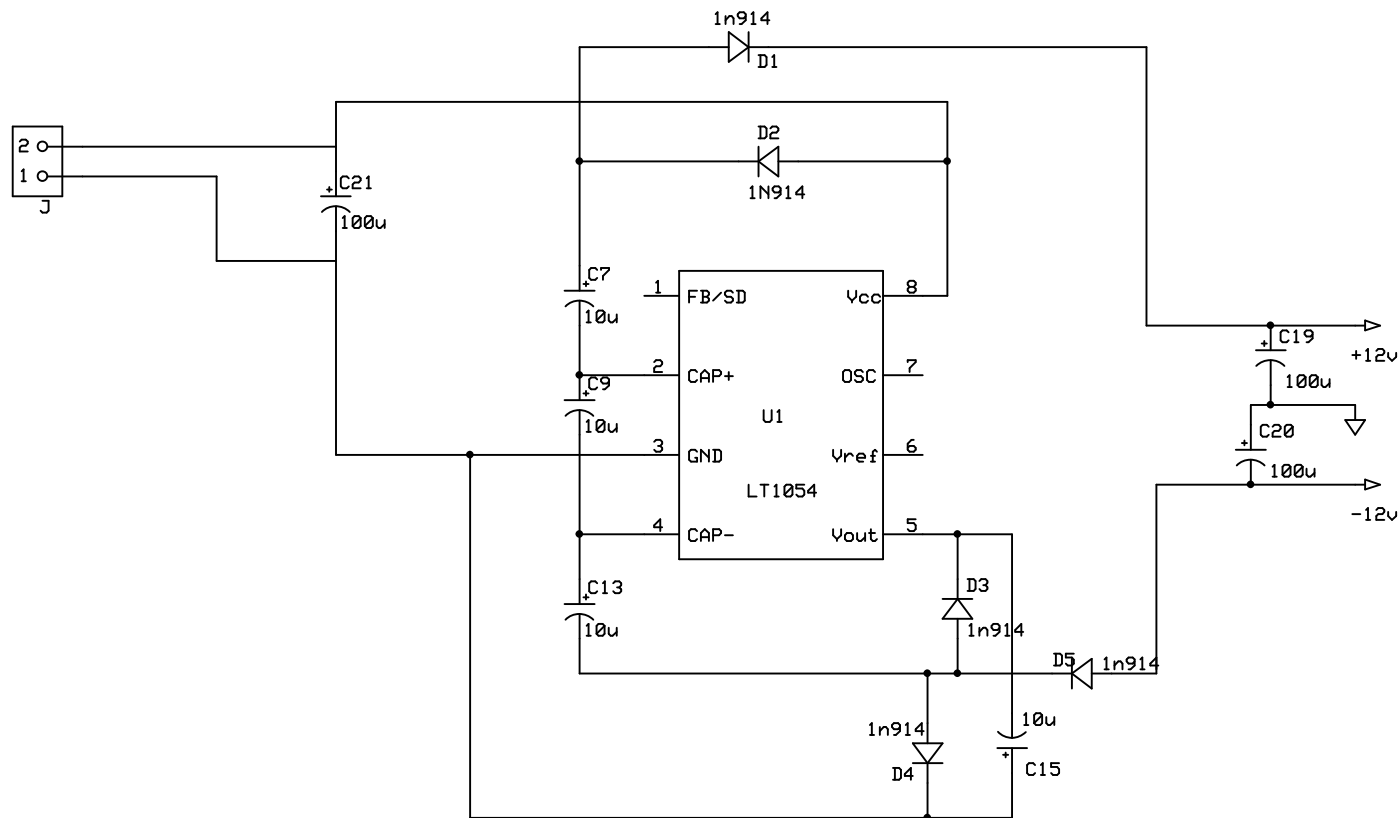 1n914
D1
D2
1N914
2
1
J
C21
+
100u
C7
+
10u
1
FB/SD
Vcc
8
2
CAP+
OSC
7
C9
+
10u
U1
3
GND
Vref
6
LT1054
4
CAP-
Vout
5
C13
+
10u
D3
1n914
D5
1n914
1n914
D4
10u
+
C15
C19
+
100u
+12v
C20
+
100u
-12v